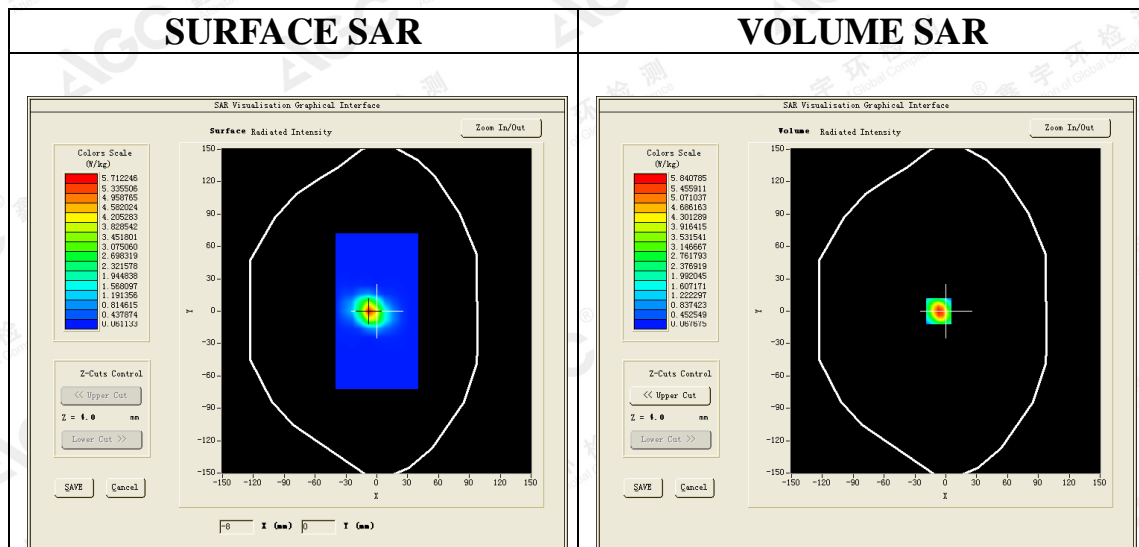 SURFACE SAR
VOLUME SAR
SAR Visualisation Graphical Interface
Surface Radiated Intensity
Zoom In/Out
Colors Scale
(W/kg)
5.712246
5.335506
4.958765
4.582024
4.205283
3.828542
3.451801
3.075060
2.698319
2.321578
1.944838
1.568097
1.191356
0.814615
0.437874
0.061133
150
120
90
60
30
0
-30
-60
-90
-120
-150
Y
-150 -120 -90 -60 -30 0 30 60 90 120 150
X
Z-Cuts Control
<< Upper Cut
Z = 4.0 mm
Lower Cut >>
SAVE
Cancel
-8 X (mm) 0 Y (mm)
SAR Visualisation Graphical Interface
Volume Radiated Intensity
Zoom In/Out
Colors Scale
(W/kg)
5.840785
5.455911
5.071037
4.686163
4.301289
3.916415
3.531541
3.146667
2.761793
2.376919
1.992045
1.607171
1.222297
0.837423
0.452549
0.067675
150
120
90
60
30
0
-30
-60
-90
-120
-150
Y
-150 -120 -90 -60 -30 0 30 60 90 120 150
X
Z-Cuts Control
<< Upper Cut
Z = 4.0 mm
Lower Cut >>
SAVE
Cancel